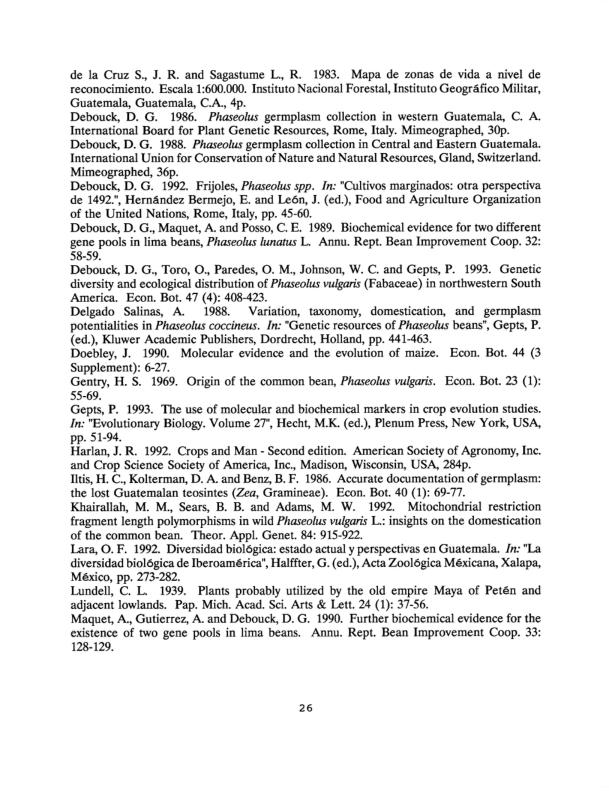 de la Cruz S., J. R. and Sagastume L., R. 1983. Mapa de zonas de vida a nivel de
reconocimiento. Escala 1:600.000. Instituto Nacional Forestal, Instituto Geográfico Militar,
Guatemala, Guatemala, C.A., 4p.
Debouck, D. G. 1986. Phaseolus germplasm collection in western Guatemala, C. A.
International Board for Plant Genetic Resources, Rome, Italy. Mimeographed, 30p.
Debouck, D. G. 1988. Phaseolus germplasm collection in Central and Eastern Guatemala.
International Union for Conservation of Nature and Natural Resources, Gland, Switzerland.
Mimeographed, 36p.
Debouck, D. G. 1992. Frijoles, Phaseolus spp. In: "Cultivos marginados: otra perspectiva
de 1492.", Hernández Bermejo, E. and León, J. (ed.), Food and Agriculture Organization
of the United Nations, Rome, Italy, pp. 45-60.
Debouck, D. G., Maquet, A. and Posso, C. E. 1989. Biochemical evidence for two different
gene pools in lima beans, Phaseolus lunatus L. Annu. Rept. Bean Improvement Coop. 32:
58-59.
Debouck, D. G., Toro, O., Paredes, O. M., Johnson, W. C. and Gepts, P. 1993. Genetic
diversity and ecological distribution of Phaseolus vulgaris (Fabaceae) in northwestern South
America. Econ. Bot. 47 (4): 408-423.
Delgado Salinas, A. 1988. Variation, taxonomy, domestication, and germplasm
potentialities in Phaseolus coccineus. In: "Genetic resources of Phaseolus beans", Gepts, P.
(ed.), Kluwer Academic Publishers, Dordrecht, Holland, pp. 441-463.
Doebley, J. 1990. Molecular evidence and the evolution of maize. Econ. Bot. 44 (3
Supplement): 6-27.
Gentry, H. S. 1969. Origin of the common bean, Phaseolus vulgaris. Econ. Bot. 23 (1):
55-69.
Gepts, P. 1993. The use of molecular and biochemical markers in crop evolution studies.
In: "Evolutionary Biology. Volume 27", Hecht, M.K. (ed.), Plenum Press, New York, USA,
pp. 51-94.
Harlan, J. R. 1992. Crops and Man - Second edition. American Society of Agronomy, Inc.
and Crop Science Society of America, Inc., Madison, Wisconsin, USA, 284p.
Iltis, H. C., Kolterman, D. A. and Benz, B. F. 1986. Accurate documentation of germplasm:
the lost Guatemalan teosintes (Zea, Gramineae). Econ. Bot. 40 (1): 69-77.
Khairallah, M. M., Sears, B. B. and Adams, M. W. 1992. Mitochondrial restriction
fragment length polymorphisms in wild Phaseolus vulgaris L.: insights on the domestication
of the common bean. Theor. Appl. Genet. 84: 915-922.
Lara, O. F. 1992. Diversidad biológica: estado actual y perspectivas en Guatemala. In: "La
diversidad biológica de Iberoamérica", Halffter, G. (ed.), Acta Zoológica Méxicana, Xalapa,
México, pp. 273-282.
Lundell, C. L. 1939. Plants probably utilized by the old empire Maya of Petén and
adjacent lowlands. Pap. Mich. Acad. Sci. Arts & Lett. 24 (1): 37-56.
Maquet, A., Gutierrez, A. and Debouck, D. G. 1990. Further biochemical evidence for the
existence of two gene pools in lima beans. Annu. Rept. Bean Improvement Coop. 33:
128-129.
26